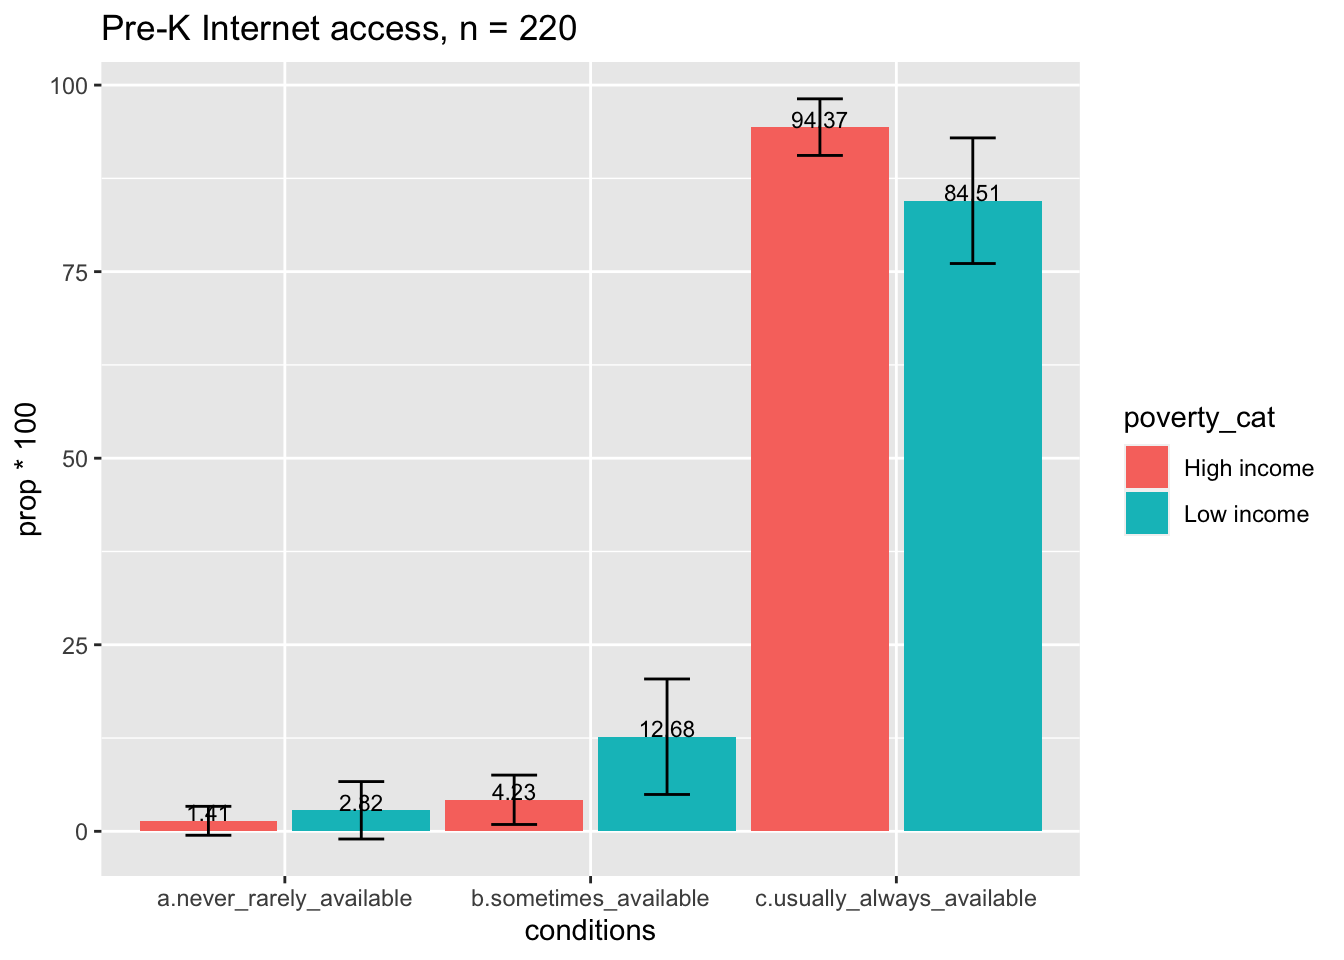 Pre-K Internet access, n = 220
100
75
50
25
0
prop * 100
1.41
2.82
4.23
12.68
94.37
84.51
a.never_rarely_available
b.sometimes_available
c.usually_always_available
conditions
poverty_cat
High income
Low income